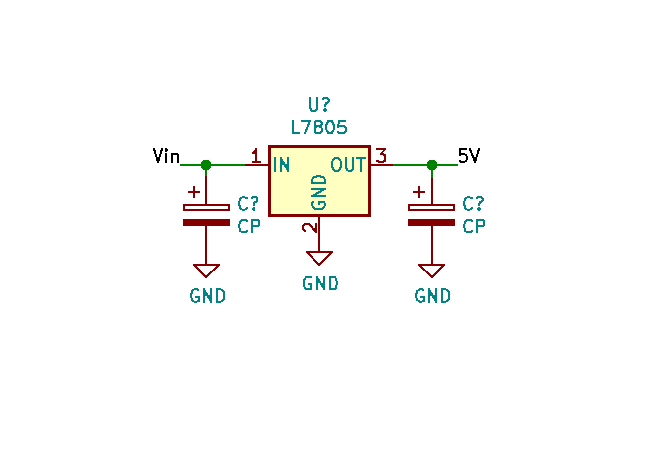 U?
L7805
Vin
1
IN
OUT
3
5V
GND
2
+
C?
CP
+
C?
CP
GND
GND
GND